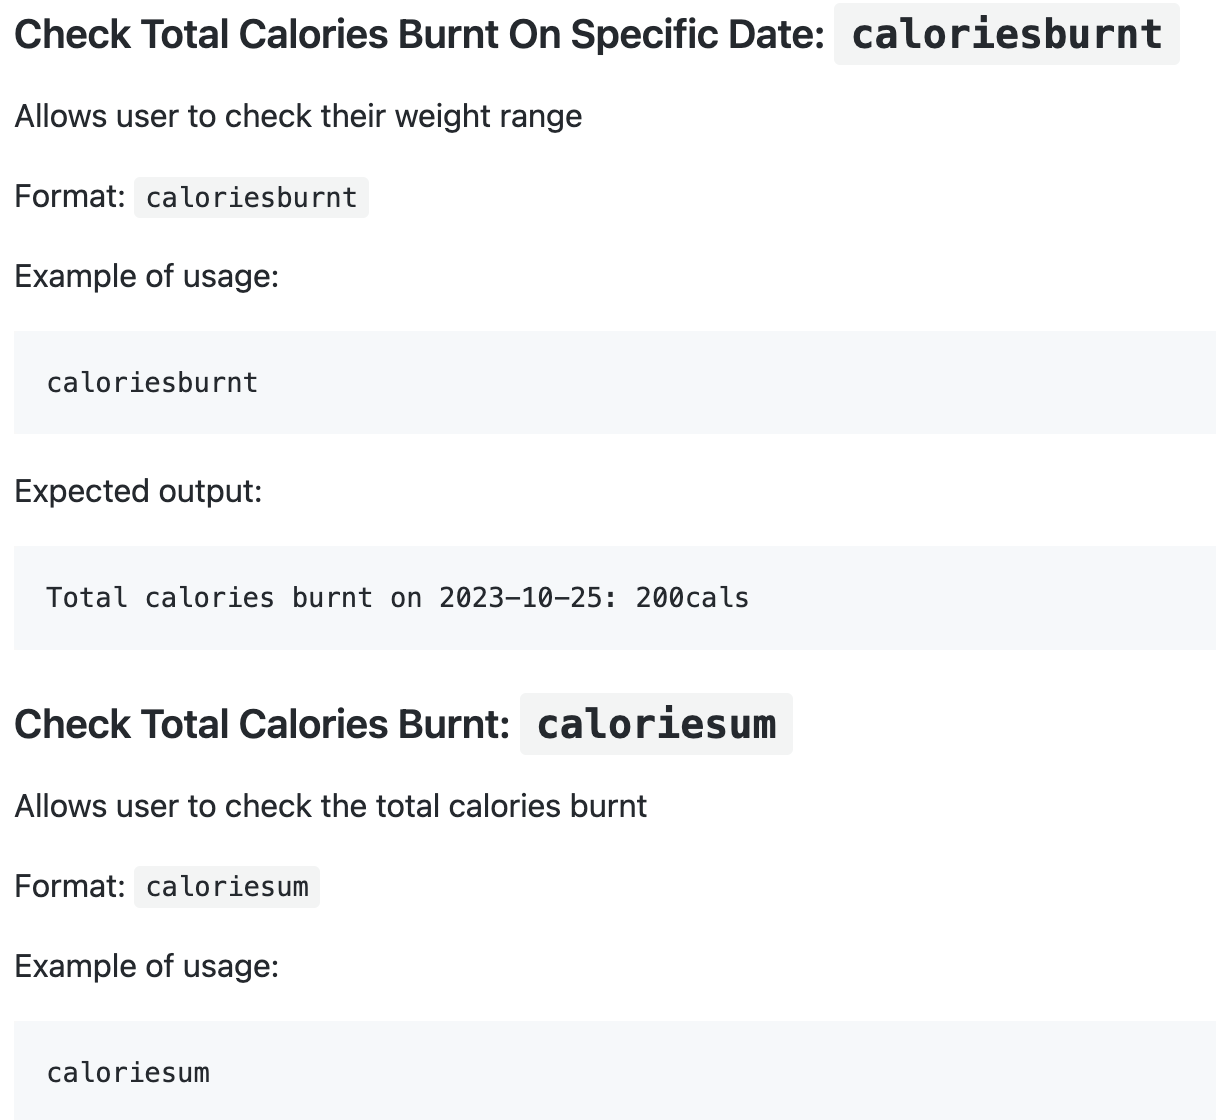 Check Total Calories Burnt On Specific Date: caloriesburnt
Allows user to check their weight range
Format: caloriesburnt
Example of usage:
caloriesburnt
Expected output:
Total calories burnt on 2023-10-25: 200cals
Check Total Calories Burnt: caloriesum
Allows user to check the total calories burnt
Format: caloriesum
Example of usage:
caloriesum